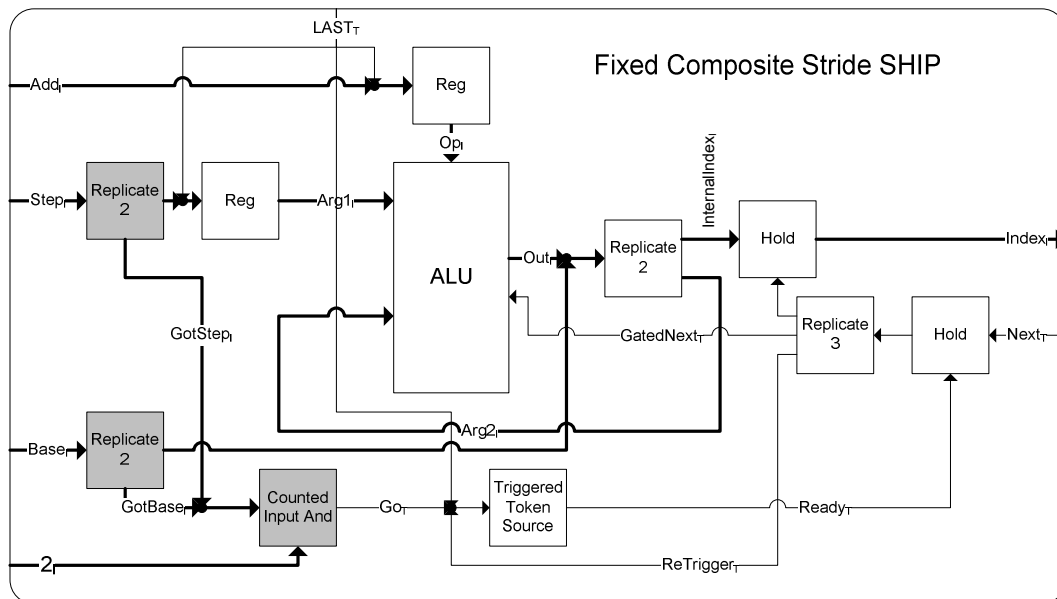 LAST_T
Fixed Composite Stride SHIP
Add_I
Reg
Op_I
InternalIndex_I
Step_I
Replicate
2
Reg
Arg1_I
Hold
Index_I
Out_I
Replicate
2
ALU
GotStep_I
GatedNext_T
Replicate
3
Hold
Next_T
Arg2_I
Base_I
Replicate
2
GotBase_I
Counted
Input And
Go_T
Triggered
Token
Source
Ready_T
2_I
ReTrigger_T